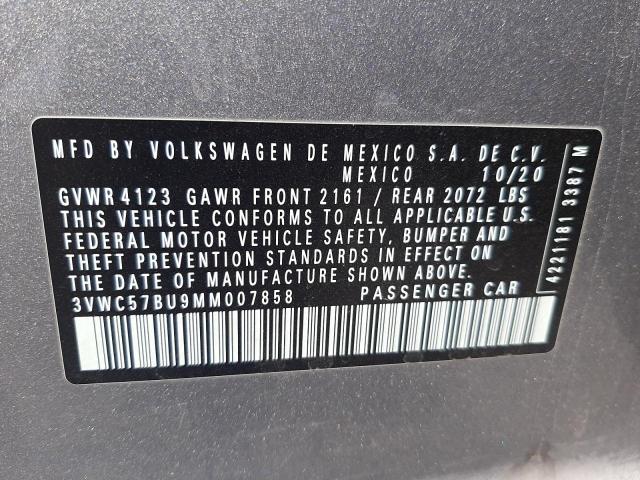 MFD BY VOLKSWAGEN DE MEXICO S.A. DE C.V.
MEXICO 10/20
GVWR 4123 GAWR FRONT 2161 / REAR 2072 LBS
THIS VEHICLE CONFORMS TO ALL APPLICABLE U.S.
FEDERAL MOTOR VEHICLE SAFETY, BUMPER AND
THEFT PREVENTION STANDARDS IN EFFECT ON
THE DATE OF MANUFACTURE SHOWN ABOVE.
3VWC57BU9MM007858 PASSENGER CAR
4221181 3387 M